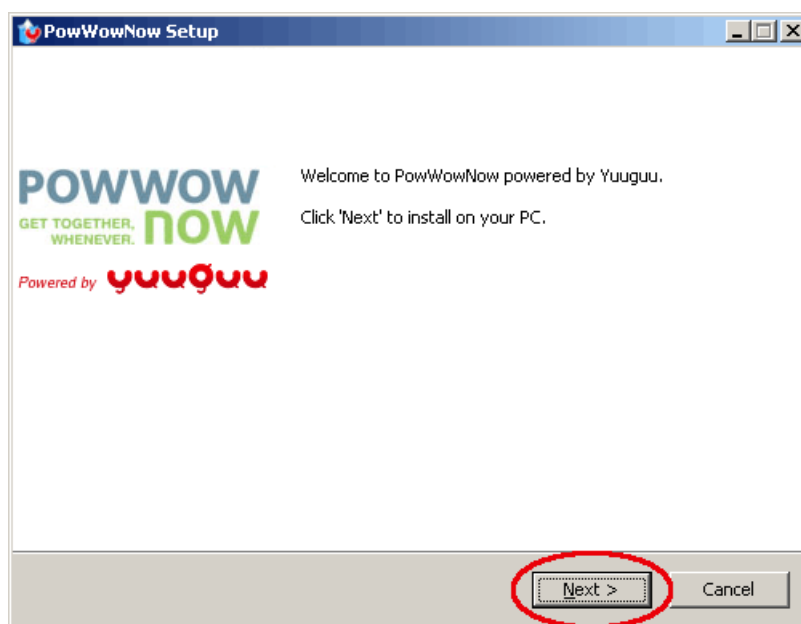 PowWowNow Setup
POWWOW
GET TOGETHER,
WHENEVER.
now
Powered by yuuguu
Welcome to PowWowNow powered by Yuuguu.
Click 'Next' to install on your PC.
Next >
Cancel